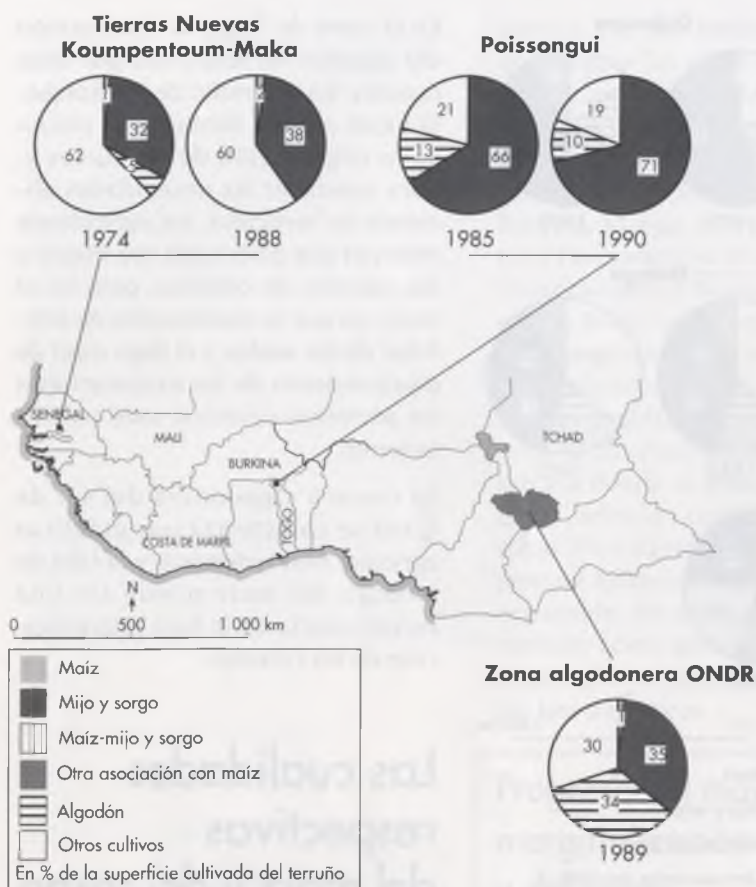 Tierras Nuevas
Koumpentoum-Maka
Poissongui
1
32
5
62
2
38
60
21
13
66
19
10
71
1974
1988
1985
1990
SENEGAL
MALI
BURKINA
TCHAD
TOGO
COSTA DE MARFIL
N
0 500 1 000 km
Maíz
Mijo y sorgo
Maíz-mijo y sorgo
Otra asociación con maíz
Algodón
Otros cultivos
En % de la superficie cultivada del terruño
Zona algodonera ONDR
1
30
35
34
1989